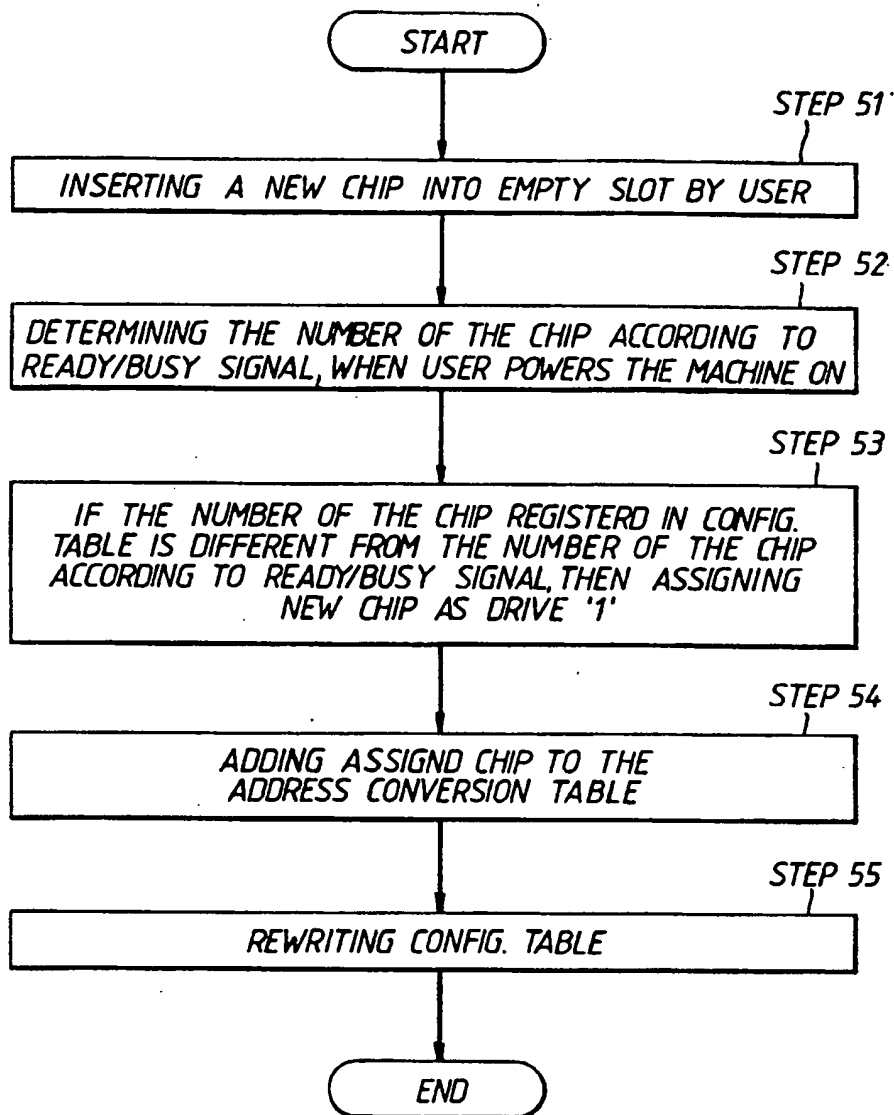 START
STEP 51
INSERTING A NEW CHIP INTO EMPTY SLOT BY USER
STEP 52
DETERMINING THE NUMBER OF THE CHIP ACCORDING TO
READY/BUSY SIGNAL, WHEN USER POWERS THE MACHINE ON
STEP 53
IF THE NUMBER OF THE CHIP REGISTERD IN CONFIG.
TABLE IS DIFFERENT FROM THE NUMBER OF THE CHIP
ACCORDING TO READY/BUSY SIGNAL, THEN ASSIGNING
NEW CHIP AS DRIVE '1'
STEP 54
ADDING ASSIGND CHIP TO THE
ADDRESS CONVERSION TABLE
STEP 55
REWRITING CONFIG. TABLE
END